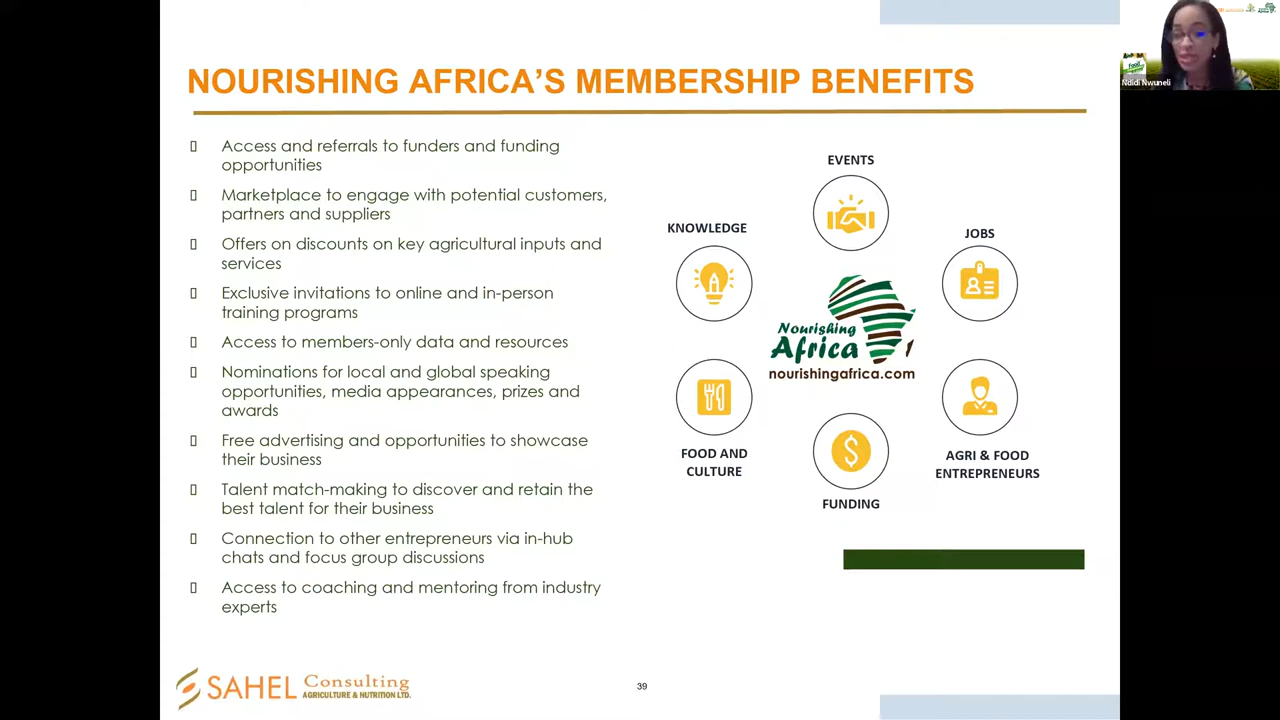 NOURISHING AFRICA'S MEMBERSHIP BENEFITS
Access and referrals to funders and funding
opportunities
Marketplace to engage with potential customers,
partners and suppliers
Offers on discounts on key agricultural inputs and
services
Exclusive invitations to online and in-person
training programs
Access to members-only data and resources
Nominations for local and global speaking
opportunities, media appearances, prizes and
awards
Free advertising and opportunities to showcase
their business
Talent match-making to discover and retain the
best talent for their business
Connection to other entrepreneurs via in-hub
chats and focus group discussions
Access to coaching and mentoring from industry
experts
EVENTS
KNOWLEDGE
JOBS
Nourishing
Africa
nourishingafrica.com
FOOD AND
CULTURE
AGRI & FOOD
ENTREPRENEURS
FUNDING
SAHEL Consulting
AGRICULTURE & NUTRITION LTD.
39
Ndidi Nwuneli